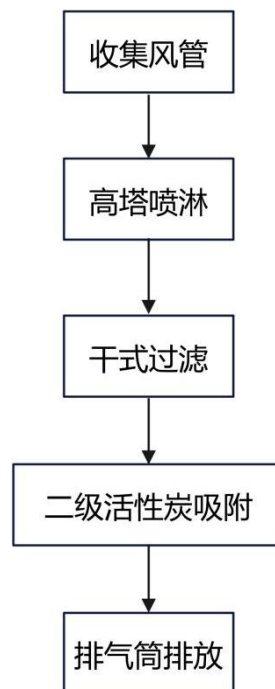 收集风管
高塔喷淋
干式过滤
二级活性炭吸附
排气筒排放